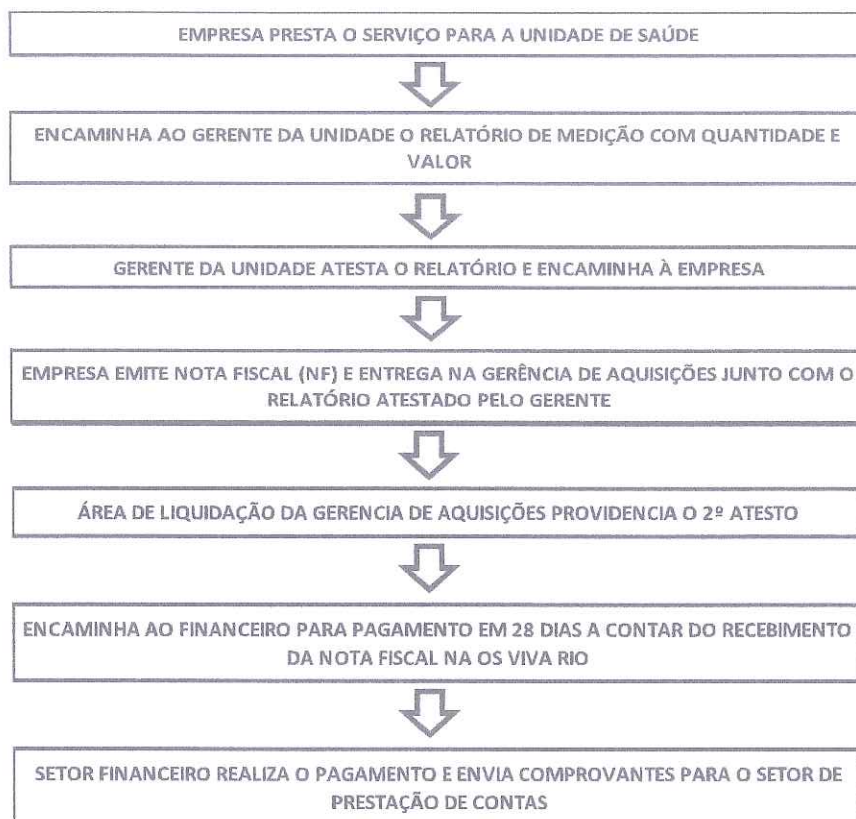 EMPRESA PRESTA O SERVIÇO PARA A UNIDADE DE SAÚDE
ENCAMINHA AO GERENTE DA UNIDADE O RELATÓRIO DE MEDIÇÃO COM QUANTIDADE E
VALOR
GERENTE DA UNIDADE ATESTA O RELATÓRIO E ENCAMINHA À EMPRESA
EMPRESA EMITE NOTA FISCAL (NF) E ENTREGA NA GERÊNCIA DE AQUISIÇÕES JUNTO COM O
RELATÓRIO ATESTADO PELO GERENTE
ÁREA DE LIQUIDAÇÃO DA GERENCIA DE AQUISIÇÕES PROVIDENCIA O 2º ATESTO
ENCAMINHA AO FINANCEIRO PARA PAGAMENTO EM 28 DIAS A CONTAR DO RECEBIMENTO
DA NOTA FISCAL NA OS VIVA RIO
SETOR FINANCEIRO REALIZA O PAGAMENTO E ENVIA COMPROVANTES PARA O SETOR DE
PRESTAÇÃO DE CONTAS